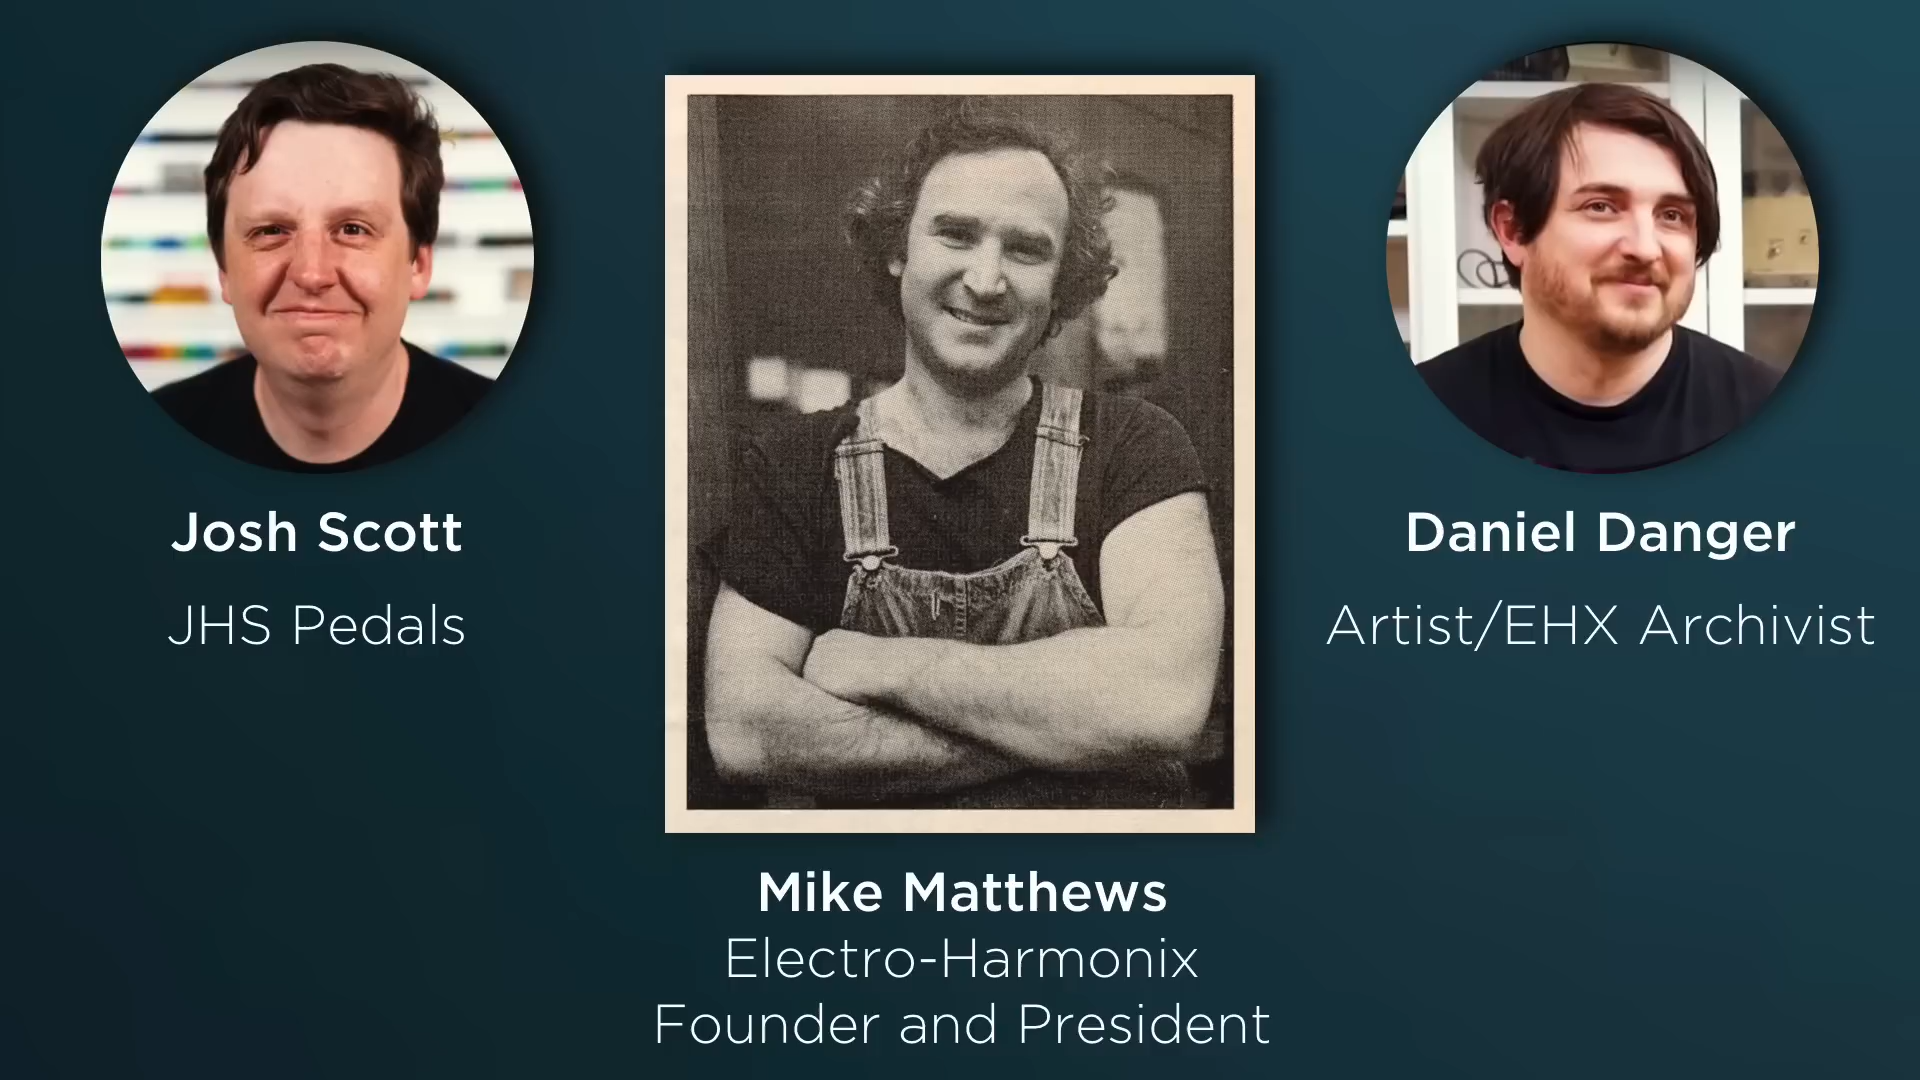 Josh Scott
JHS Pedals
Mike Matthews
Electro-Harmonix
Founder and President
Daniel Danger
Artist/EHX Archivist